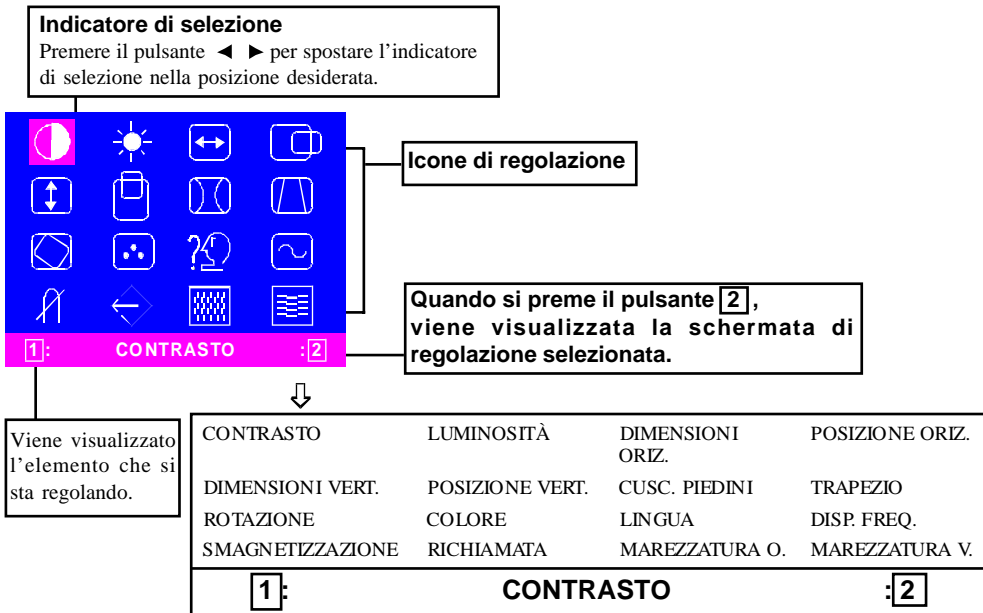 Indicatore di selezione
Premere il pulsante ◄ ► per spostare l'indicatore
di selezione nella posizione desiderata.
Icone di regolazione
Quando si preme il pulsante 2 ,
viene visualizzata la schermata di
regolazione selezionata.
1: CONTRASTO :2
Viene visualizzato
l'elemento che si
sta regolando.
CONTRASTO LUMINOSITÀ DIMENSIONI ORIZ. POSIZIONE ORIZ.
DIMENSIONI VERT. POSIZIONE VERT. CUSC. PIEDINI TRAPEZIO
ROTAZIONE COLORE LINGUA DISP. FREQ.
SMAGNETIZZAZIONE RICHIAMATA MAREZZATURA O. MAREZZATURA V.
1: CONTRASTO :2